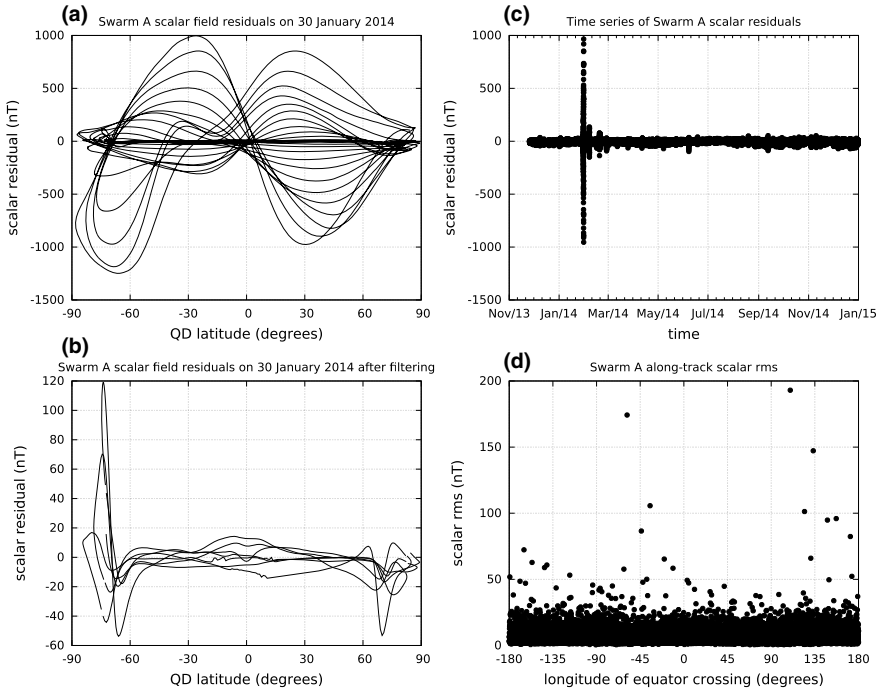 (a)
Swarm A scalar field residuals on 30 January 2014
1000
500
0
-500
-1000
-1500
scalar residual (nT)
-90 -60 -30 0 30 60 90
QD latitude (degrees)
(c)
Time series of Swarm A scalar residuals
1000
500
0
-500
-1000
-1500
scalar residual (nT)
Nov/13 Jan/14 Mar/14 May/14 Jul/14 Sep/14 Nov/14 Jan/15
time
(b)
Swarm A scalar field residuals on 30 January 2014 after filtering
120
100
80
60
40
20
0
-20
-40
-60
scalar residual (nT)
-90 -60 -30 0 30 60 90
QD latitude (degrees)
(d)
Swarm A along-track scalar rms
200
150
100
50
0
scalar rms (nT)
-180 -135 -90 -45 0 45 90 135 180
longitude of equator crossing (degrees)